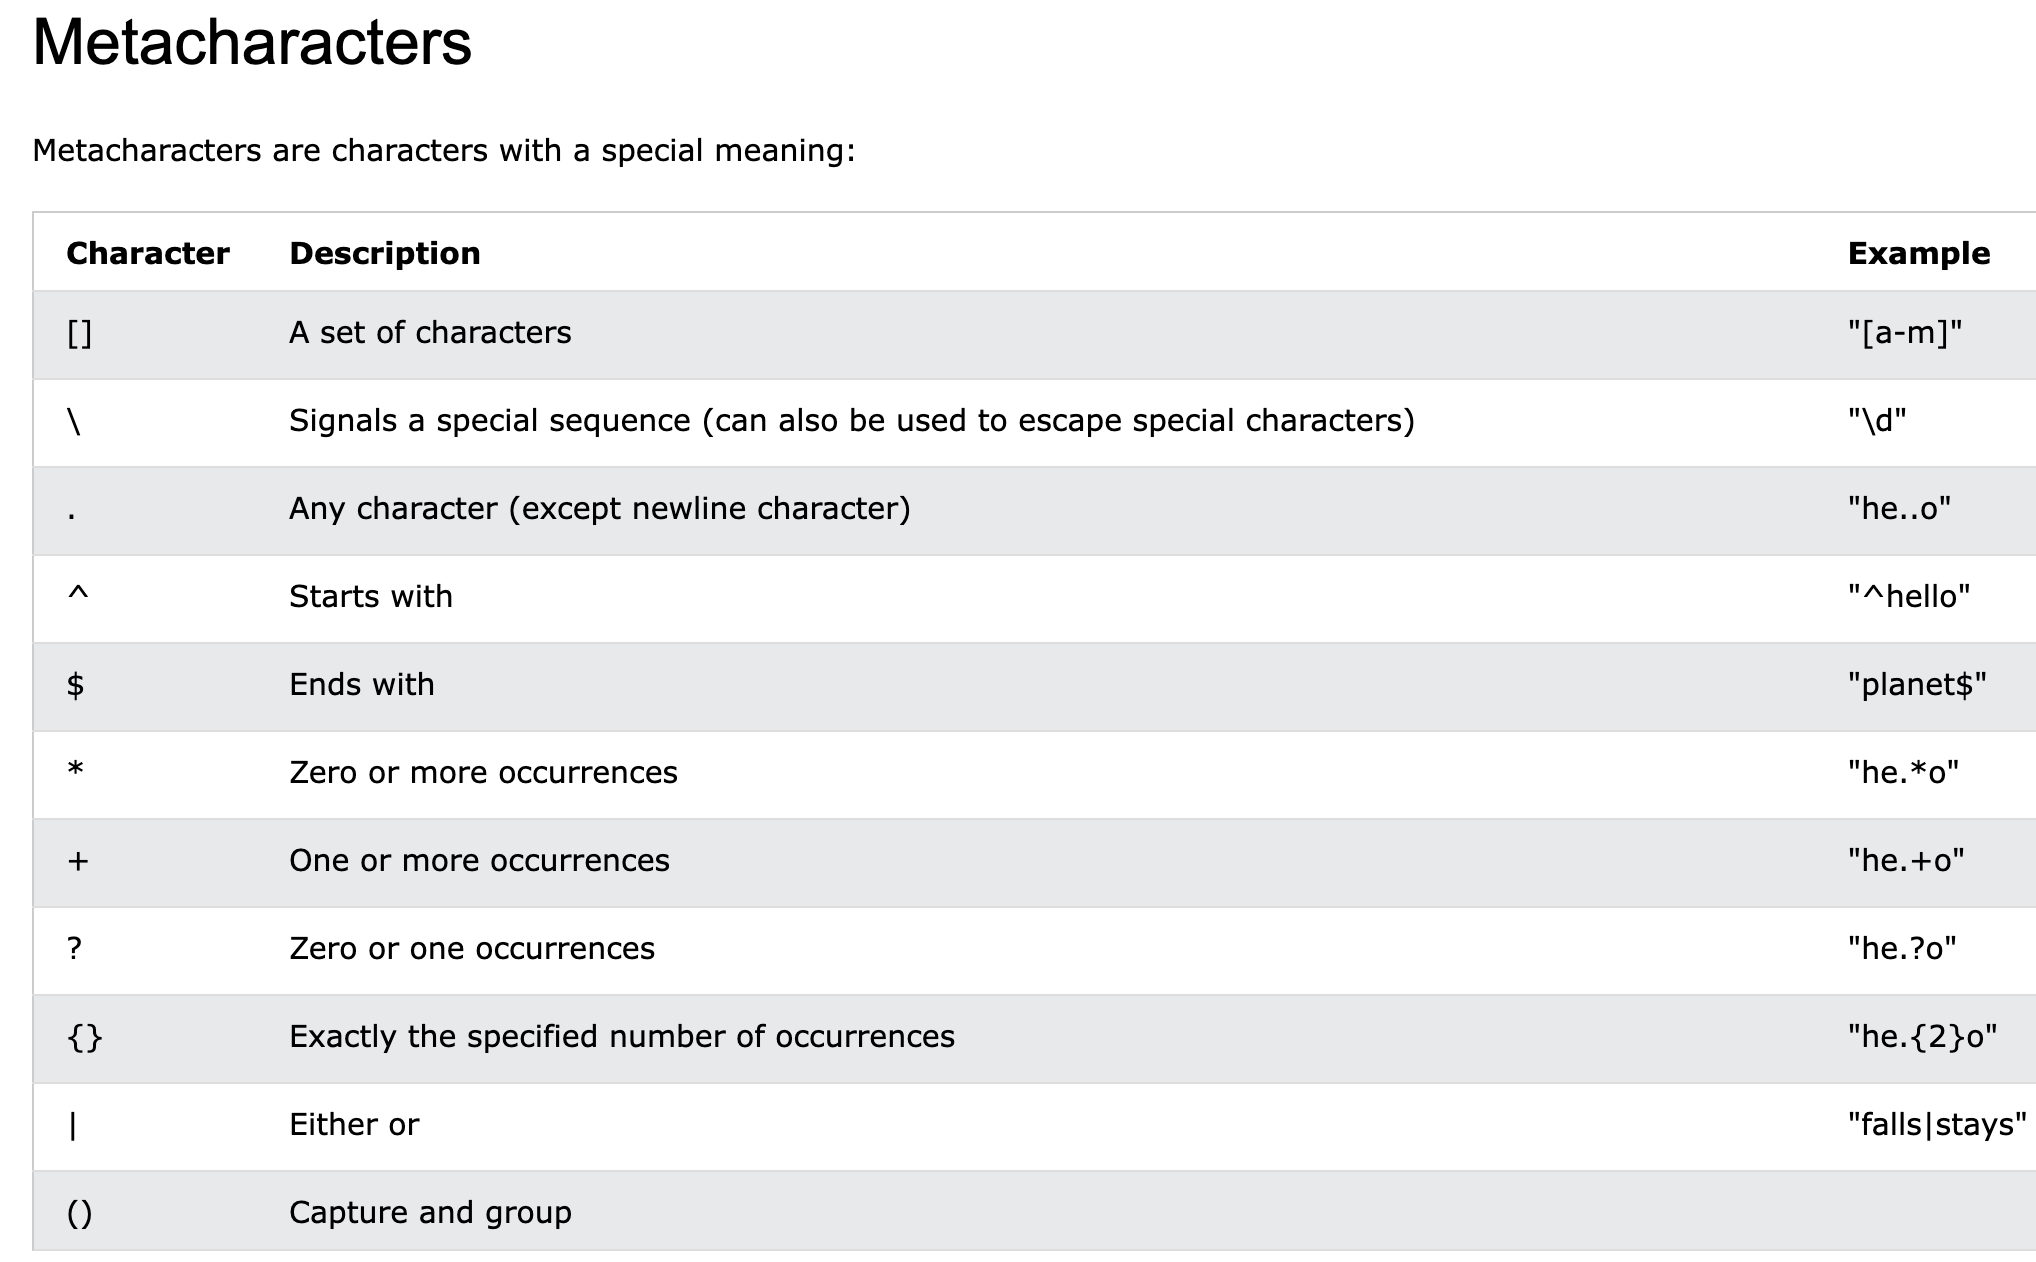 Metacharacters
Metacharacters are characters with a special meaning:
Character Description Example
[] A set of characters "[a-m]"
\ Signals a special sequence (can also be used to escape special characters) "\d"
. Any character (except newline character) "he..o"
^ Starts with "^hello"
$ Ends with "planet$"
* Zero or more occurrences "he.*o"
+ One or more occurrences "he.+o"
? Zero or one occurrences "he.?o"
{} Exactly the specified number of occurrences "he.{2}o"
| Either or "falls|stays"
() Capture and group